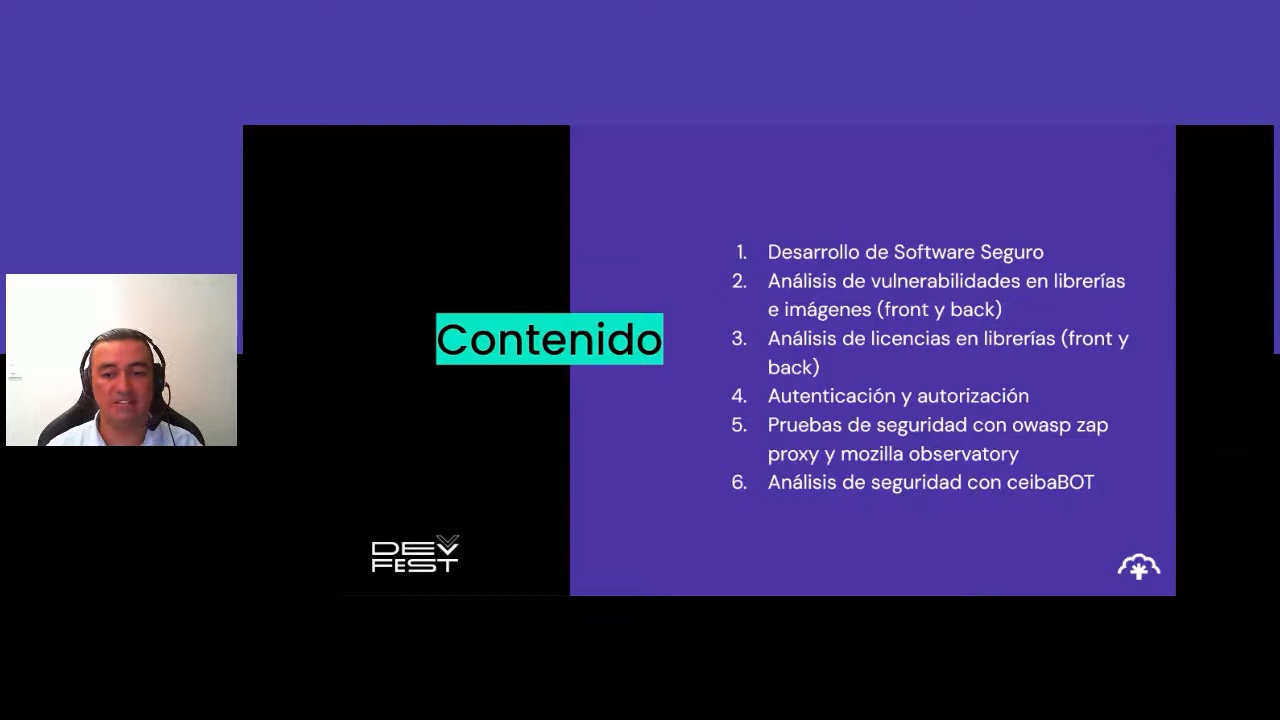 Contenido
1. Desarrollo de Software Seguro
2. Análisis de vulnerabilidades en librerías
e imágenes (front y back)
3. Análisis de licencias en librerías (front y
back)
4. Autenticación y autorización
5. Pruebas de seguridad con owasp zap
proxy y mozilla observatory
6. Análisis de seguridad con ceibaBOT
DEV
FEST